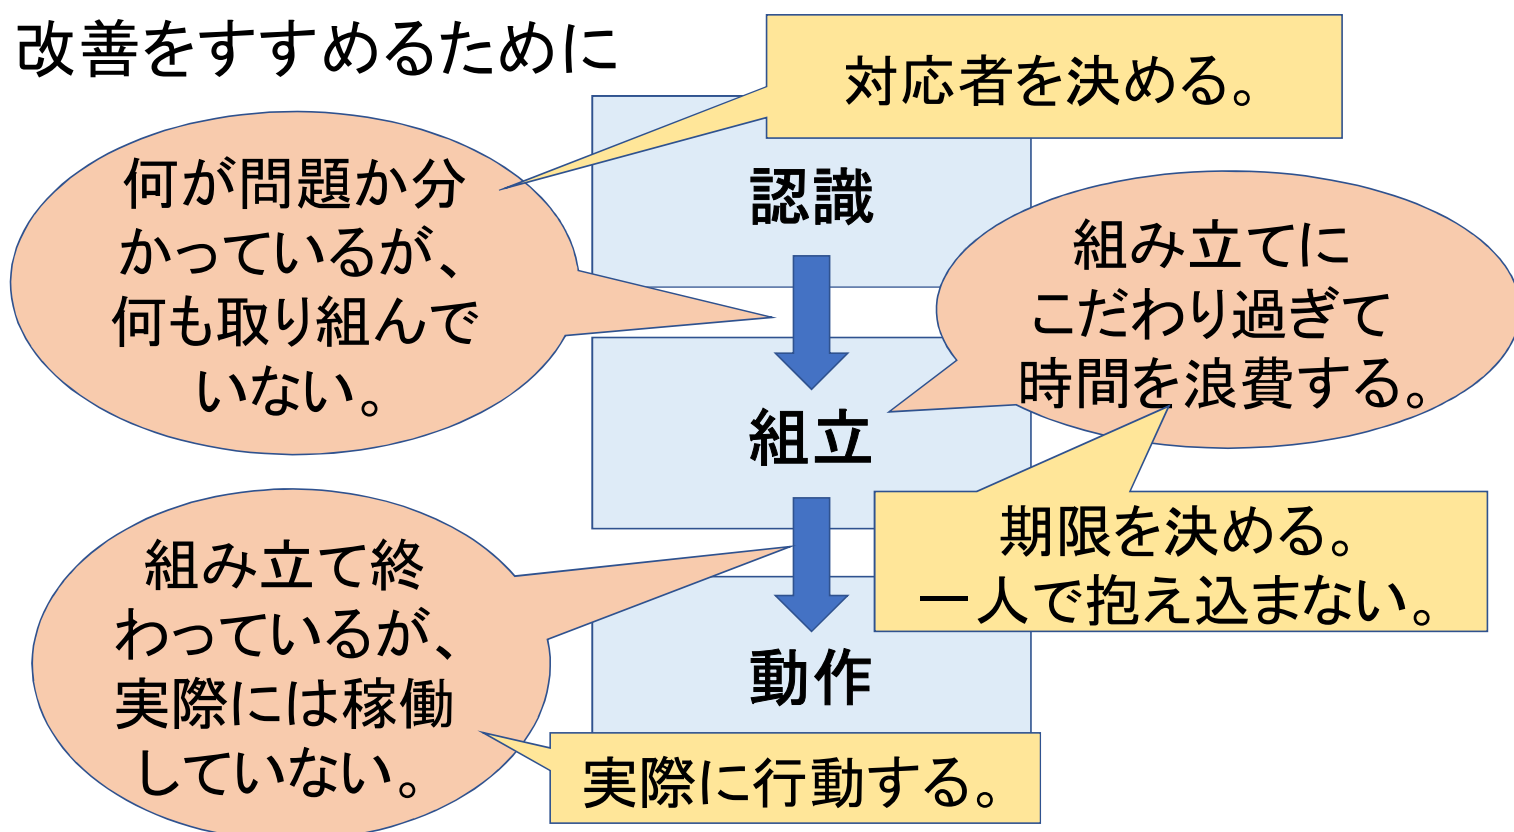 改善をすすめるために
対応者を決める。
何が問題か分
かっているが、
何も取り組んで
いない。
認識
組み立てに
こだわり過ぎて
時間を浪費する。
組立
期限を決める。
一人で抱え込まない。
組み立て終
わっているが、
実際には稼働
していない。
動作
実際に行動する。